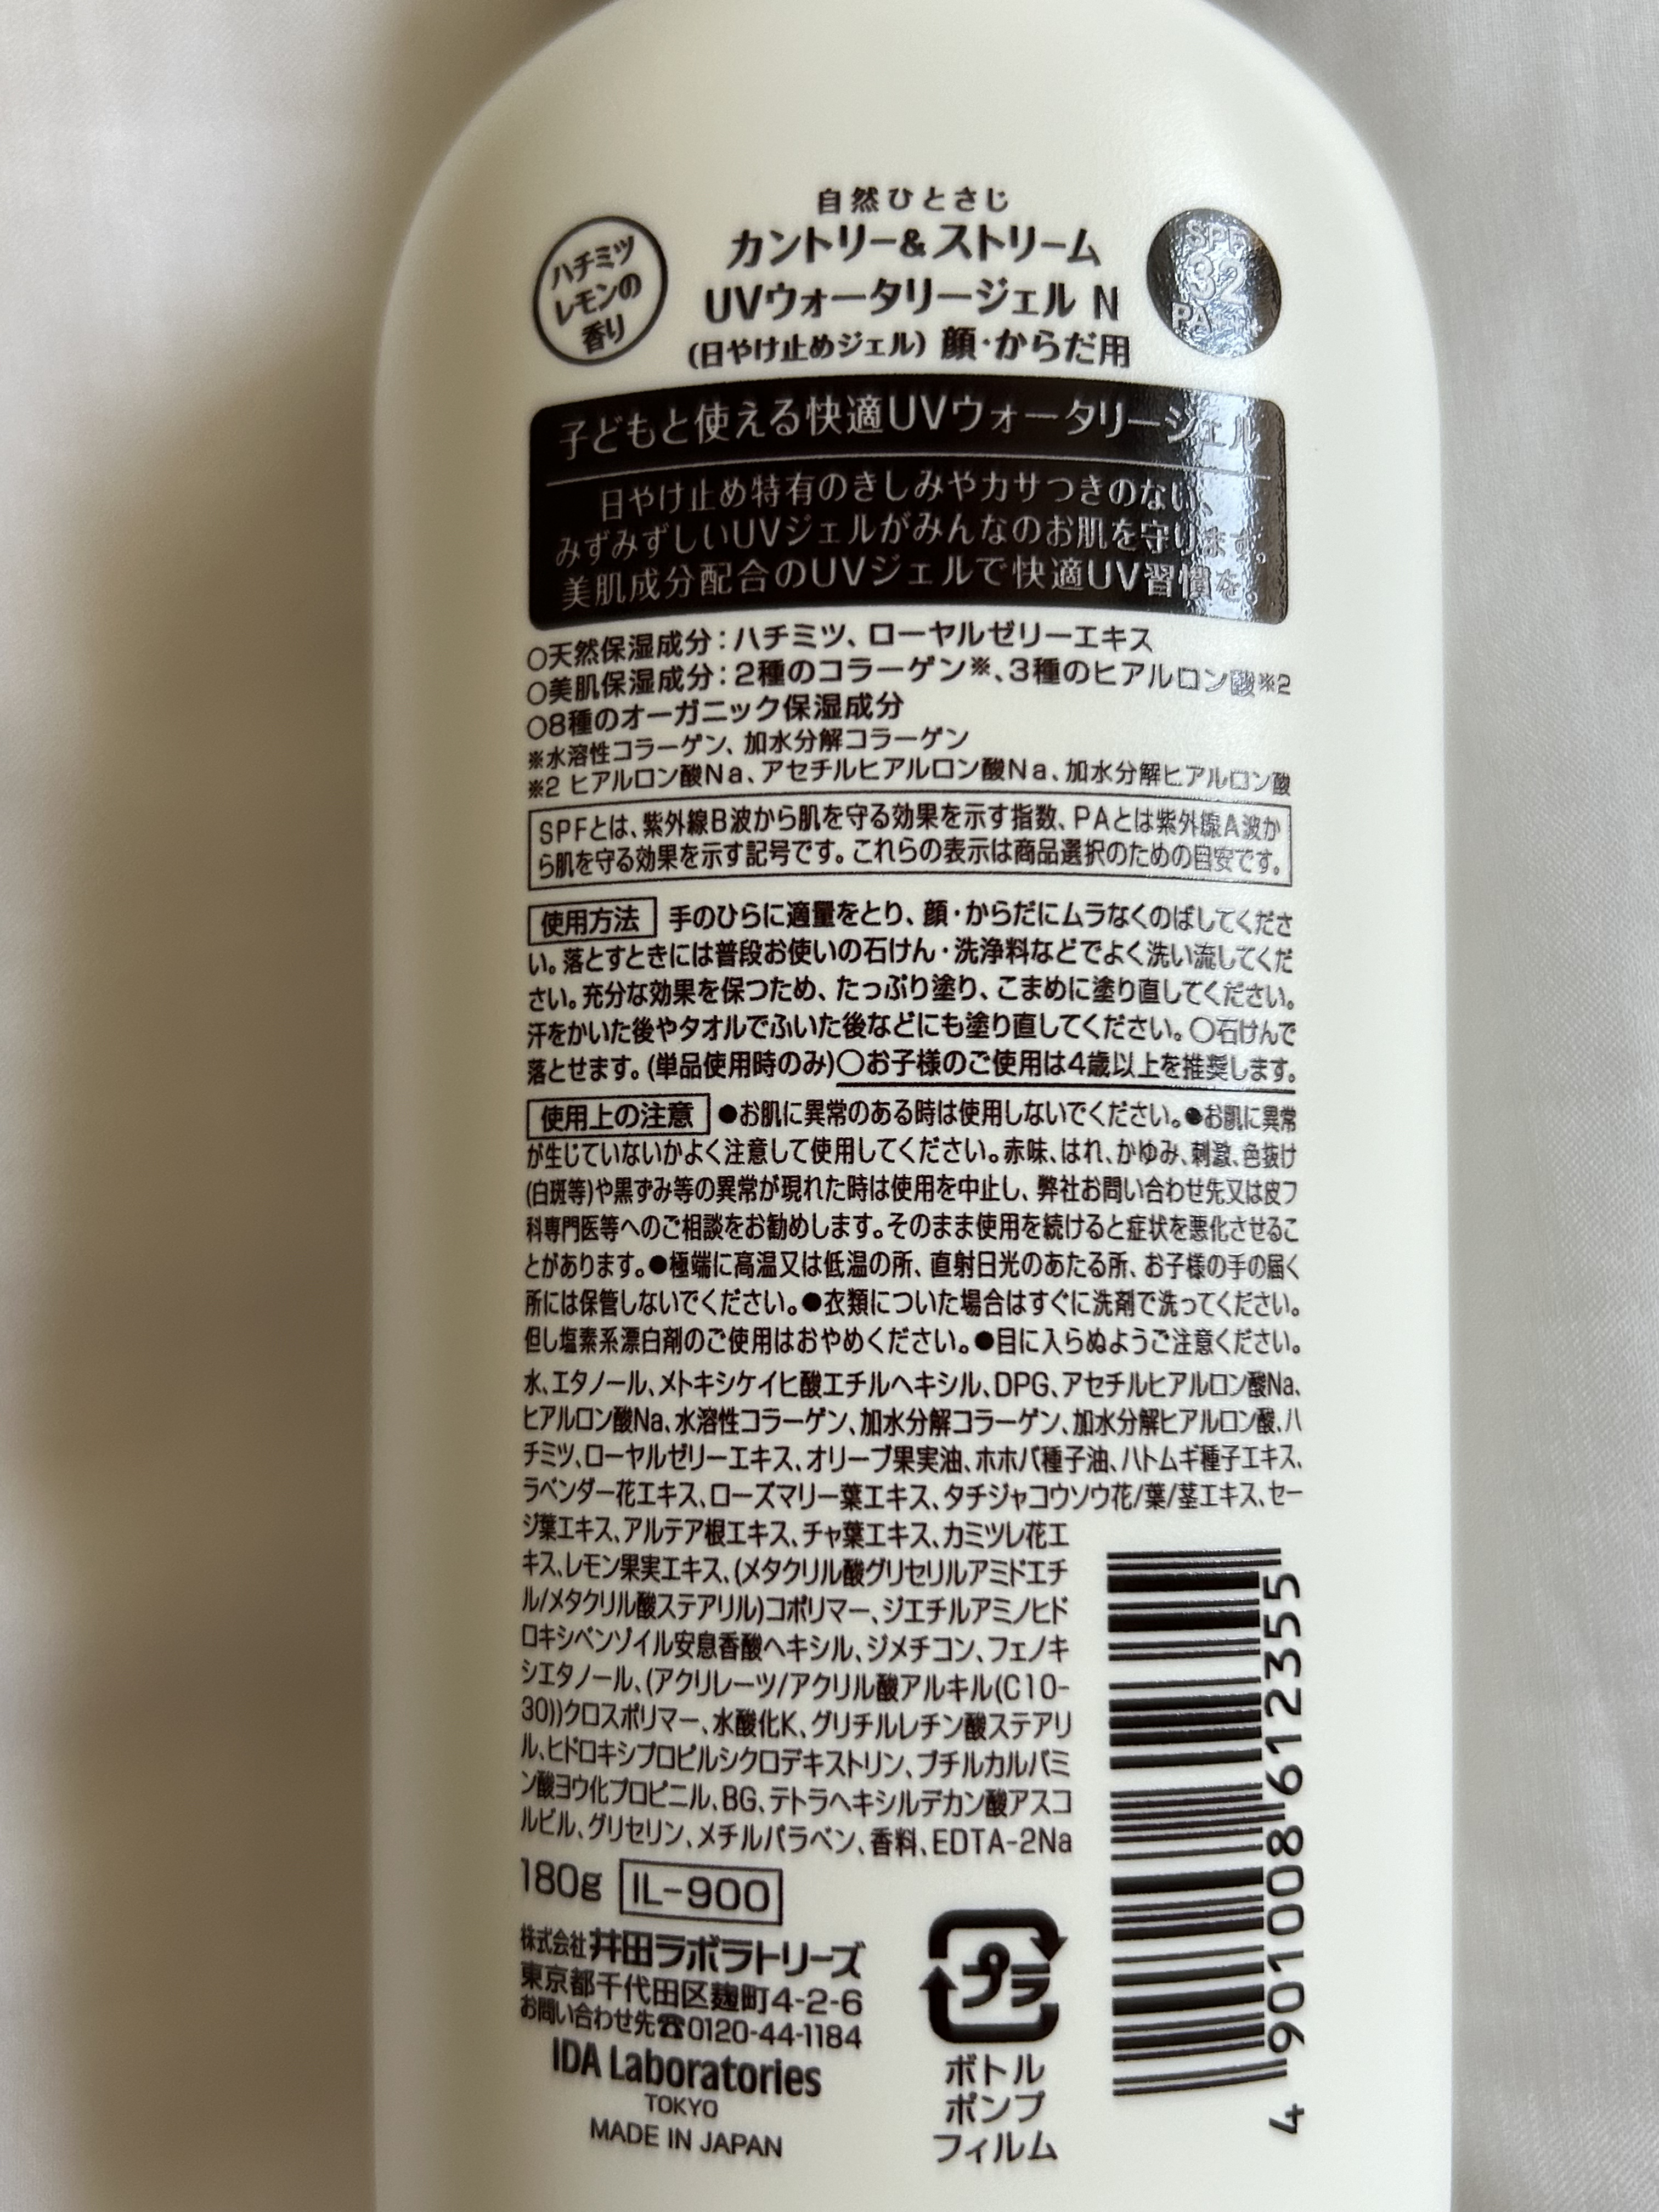 自然ひとさじ
カントリー&ストリーム
UVウォータリージェル N
(日やけ止めジェル) 顔・からだ用
ハチミツ
レモンの
香り
SPF
32
PA
子どもと使える快適UVウォータリージェル
日やけ止め特有のきしみやカサつきのない、
みずみずしいUVジェルがみんなのお肌を守ります。
美肌成分配合のUVジェルで快適UV習慣を。
○天然保湿成分：ハチミツ、ローヤルゼリーエキス
○美肌保湿成分：2種のコラーゲン※、3種のヒアルロン酸※2
○8種のオーガニック保湿成分
※水溶性コラーゲン、加水分解コラーゲン
※2 ヒアルロン酸Na、アセチルヒアルロン酸Na、加水分解ヒアルロン酸
SPFとは、紫外線B波から肌を守る効果を示す指数、PAとは紫外線A波か
ら肌を守る効果を示す記号です。これらの表示は商品選択のための目安です。
使用方法 手のひらに適量をとり、顔・からだにムラなくのばしてくださ
い。落とすときには普段お使いの石けん・洗浄料などでよく洗い流してくだ
さい。充分な効果を保つため、たっぷり塗り、こまめに塗り直してください。
汗をかいた後やタオルでふいた後などにも塗り直してください。○石けんで
落とせます。(単品使用時のみ)○お子様のご使用は4歳以上を推奨します。
使用上の注意 ●お肌に異常のある時は使用しないでください。●お肌に異常
が生じていないかよく注意して使用してください。赤味、はれ、かゆみ、刺激、色抜け
(白斑等)や黒ずみ等の異常が現れた時は使用を中止し、弊社お問い合わせ先又は皮フ
科専門医等へのご相談をお勧めします。そのまま使用を続けると症状を悪化させるこ
とがあります。●極端に高温又は低温の所、直射日光のあたる所、お子様の手の届く
所には保管しないでください。●衣類についた場合はすぐに洗剤で洗ってください。
但し塩素系漂白剤のご使用はおやめください。●目に入らぬようご注意ください。
水、エタノール、メトキシケイヒ酸エチルヘキシル、DPG、アセチルヒアルロン酸Na、
ヒアルロン酸Na、水溶性コラーゲン、加水分解コラーゲン、加水分解ヒアルロン酸、ハ
チミツ、ローヤルゼリーエキス、オリーブ果実油、ホホバ種子油、ハトムギ種子エキス、
ラベンダー花エキス、ローズマリー葉エキス、タチジャコウソウ花/葉/茎エキス、セー
ジ葉エキス、アルテア根エキス、チャ葉エキス、カミツレ花エ
キス、レモン果実エキス、(メタクリル酸グリセリルアミドエチ
ル/メタクリル酸ステアリル)コポリマー、ジエチルアミノヒド
ロキシベンゾイル安息香酸ヘキシル、ジメチコン、フェノキ
シエタノール、(アクリレーツ/アクリル酸アルキル(C10-
30))クロスポリマー、水酸化K、グリチルレチン酸ステアリ
ル、ヒドロキシプロピルシクロデキストリン、ブチルカルバミ
ン酸ヨウ化プロピニル、BG、テトラヘキシルデカン酸アスコ
ルビル、グリセリン、メチルパラベン、香料、EDTA-2Na
180g IL-900
株式会社 井田ラボラトリーズ
東京都千代田区麹町4-2-6
お問い合わせ先☎0120-44-1184
IDA Laboratories
TOKYO
MADE IN JAPAN
プラ
ボトル
ポンプ
フィルム
4 901008 612355